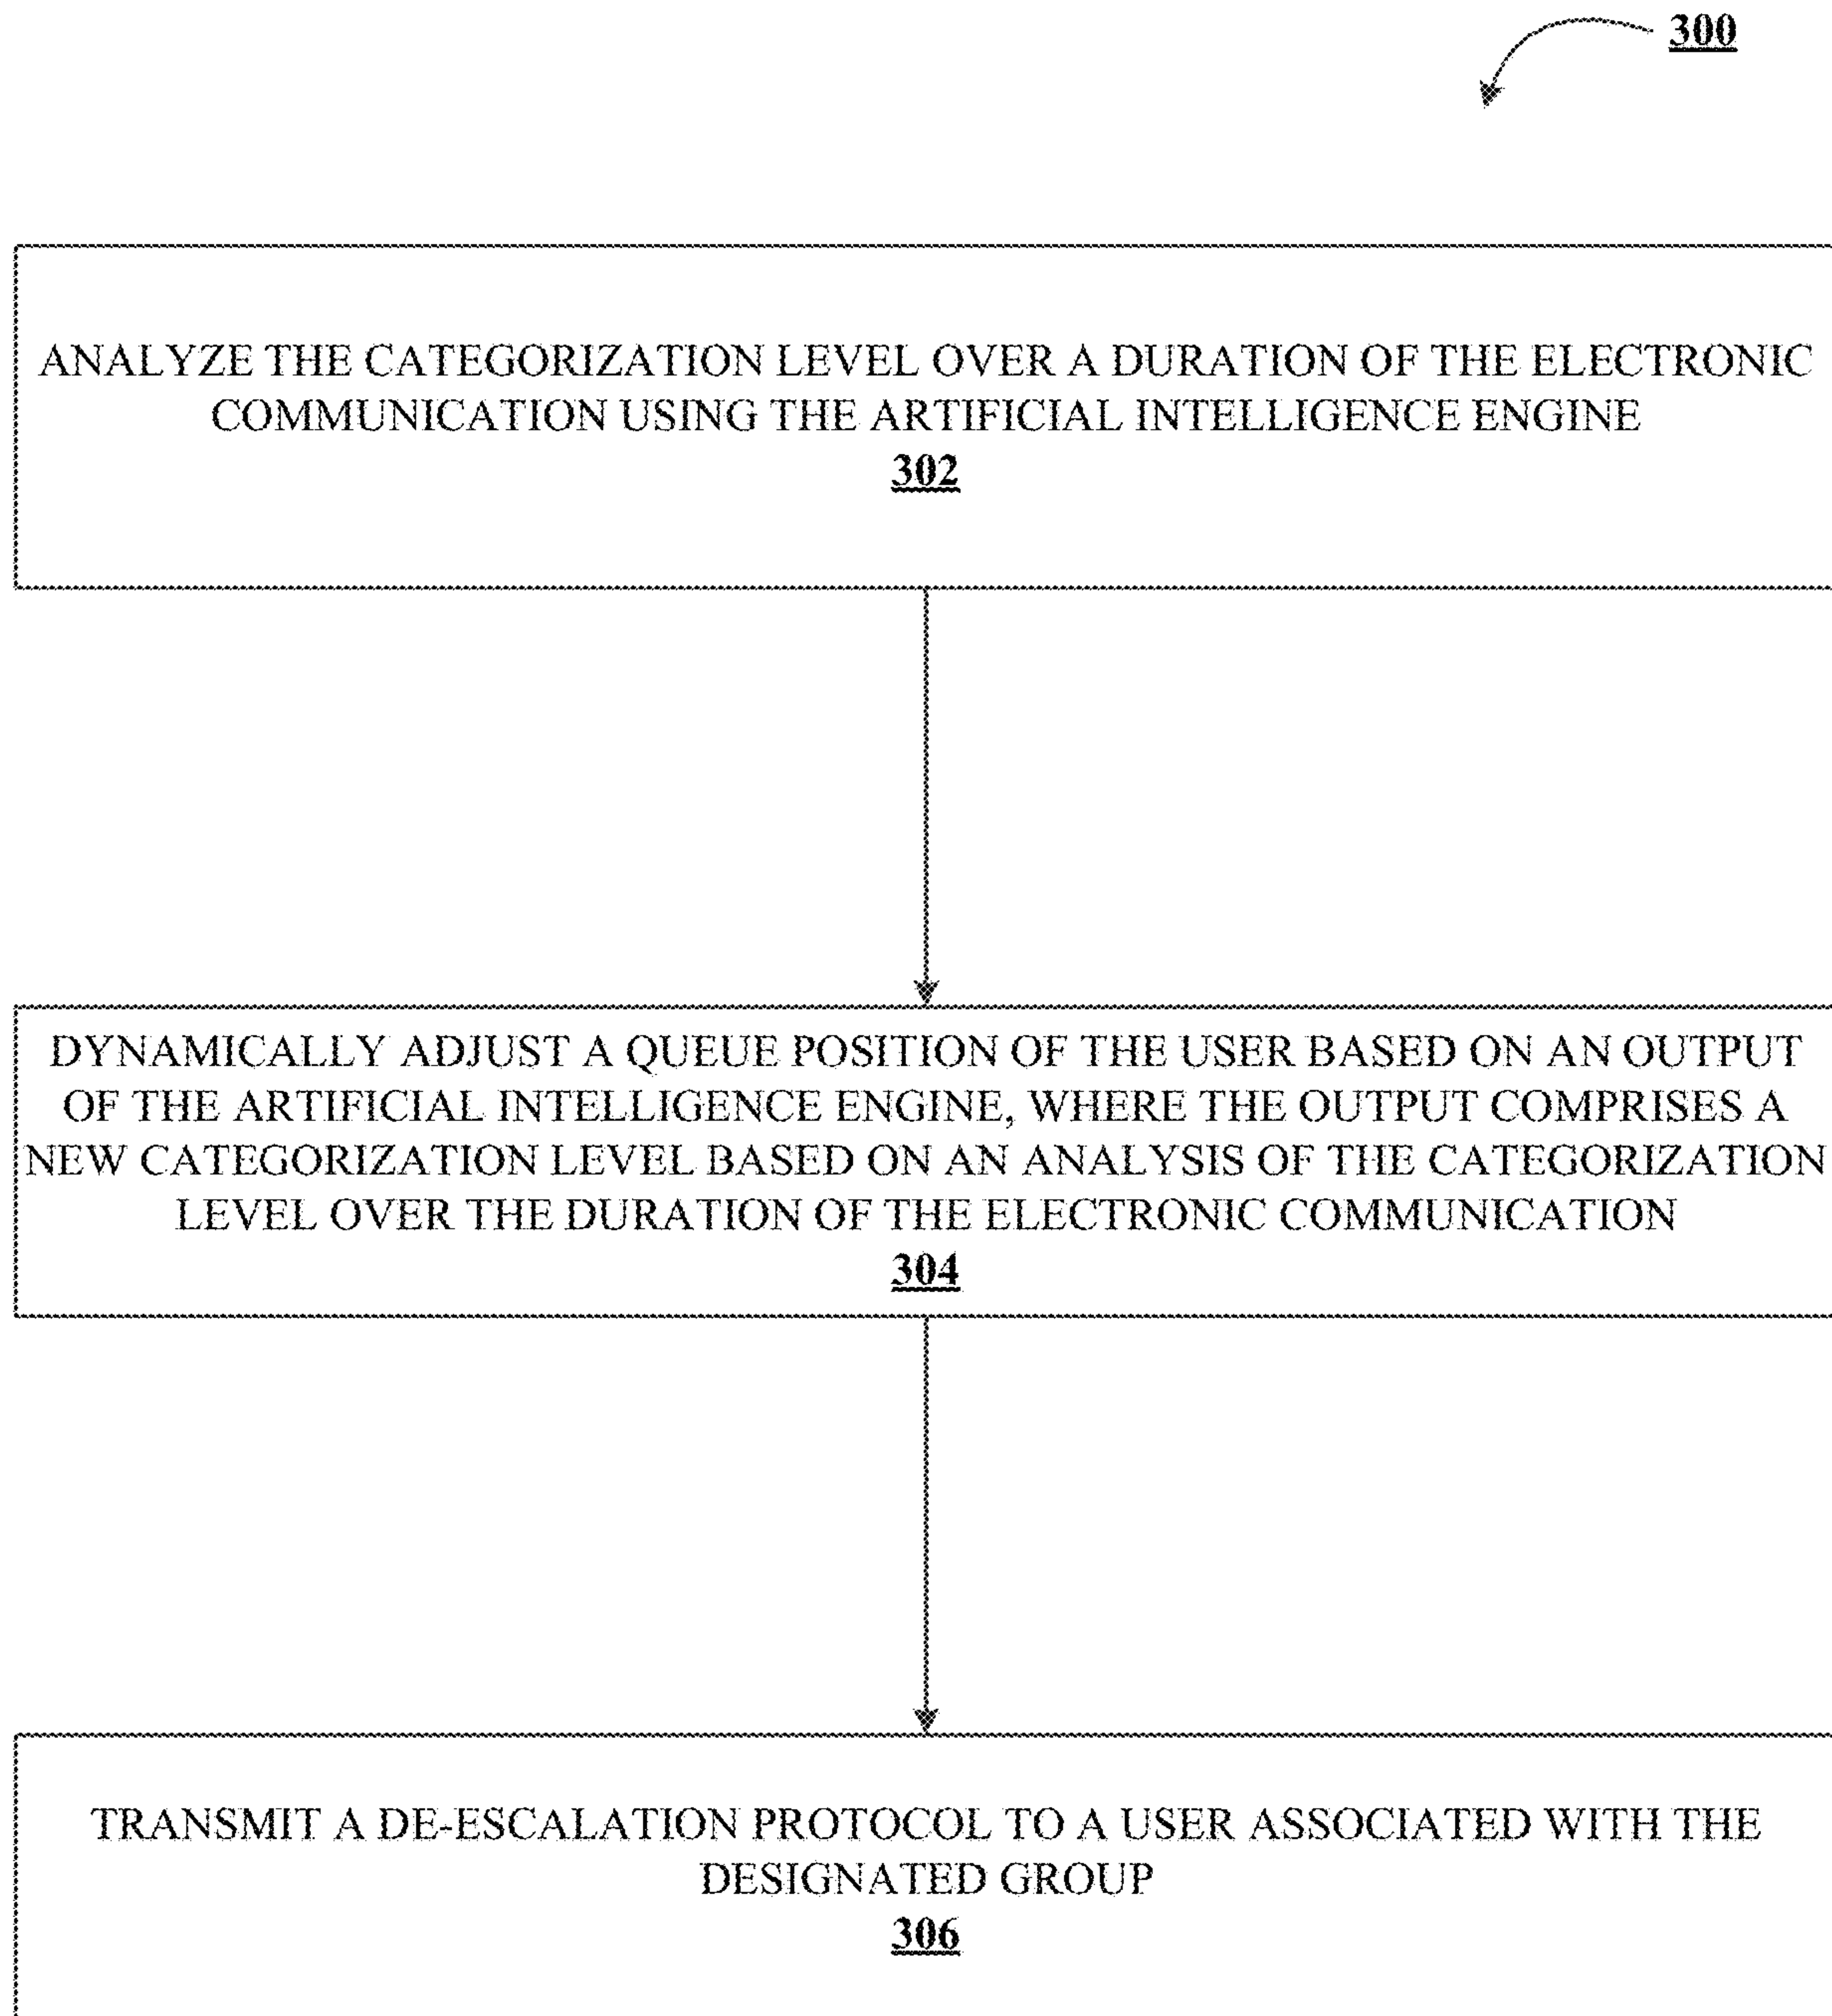 300
ANALYZE THE CATEGORIZATION LEVEL OVER A DURATION OF THE ELECTRONIC
COMMUNICATION USING THE ARTIFICIAL INTELLIGENCE ENGINE
302
DYNAMICALLY ADJUST A QUEUE POSITION OF THE USER BASED ON AN OUTPUT
OF THE ARTIFICIAL INTELLIGENCE ENGINE, WHERE THE OUTPUT COMPRISES A
NEW CATEGORIZATION LEVEL BASED ON AN ANALYSIS OF THE CATEGORIZATION
LEVEL OVER THE DURATION OF THE ELECTRONIC COMMUNICATION
304
TRANSMIT A DE-ESCALATION PROTOCOL TO A USER ASSOCIATED WITH THE
DESIGNATED GROUP
306